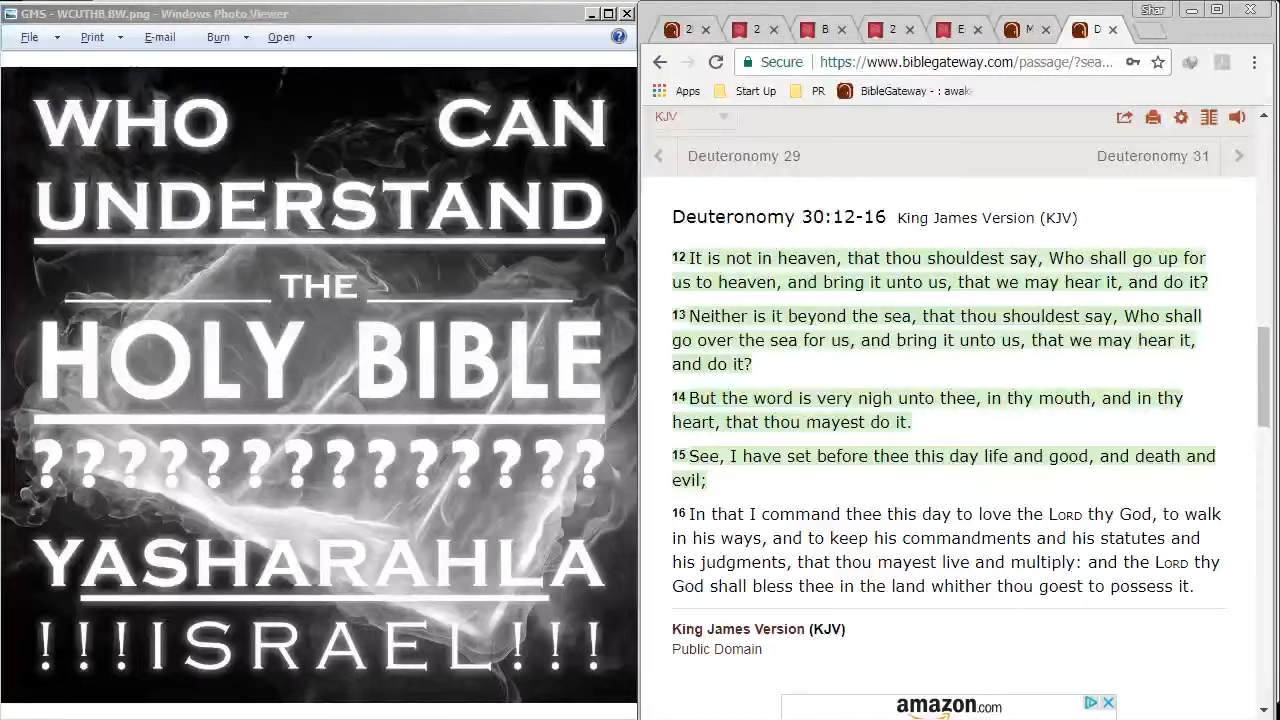 GMS - WCUTHB BW.png - Windows Photo Viewer
File Print E-mail Burn Open
WHO CAN
UNDERSTAND
THE
HOLY BIBLE
??????????????
YASHARAHLA
!!!ISRAEL!!!
Shar
2 2 B 2 E M D
Secure https://www.biblegateway.com/passage/?sea...
Apps Start Up PR BibleGateway - : awak
KJV
Deuteronomy 29 Deuteronomy 31
Deuteronomy 30:12-16 King James Version (KJV)
12 It is not in heaven, that thou shouldest say, Who shall go up for
us to heaven, and bring it unto us, that we may hear it, and do it?
13 Neither is it beyond the sea, that thou shouldest say, Who shall
go over the sea for us, and bring it unto us, that we may hear it,
and do it?
14 But the word is very nigh unto thee, in thy mouth, and in thy
heart, that thou mayest do it.
15 See, I have set before thee this day life and good, and death and
evil;
16 In that I command thee this day to love the LORD thy God, to walk
in his ways, and to keep his commandments and his statutes and
his judgments, that thou mayest live and multiply: and the LORD thy
God shall bless thee in the land whither thou goest to possess it.
King James Version (KJV)
Public Domain
amazon.com